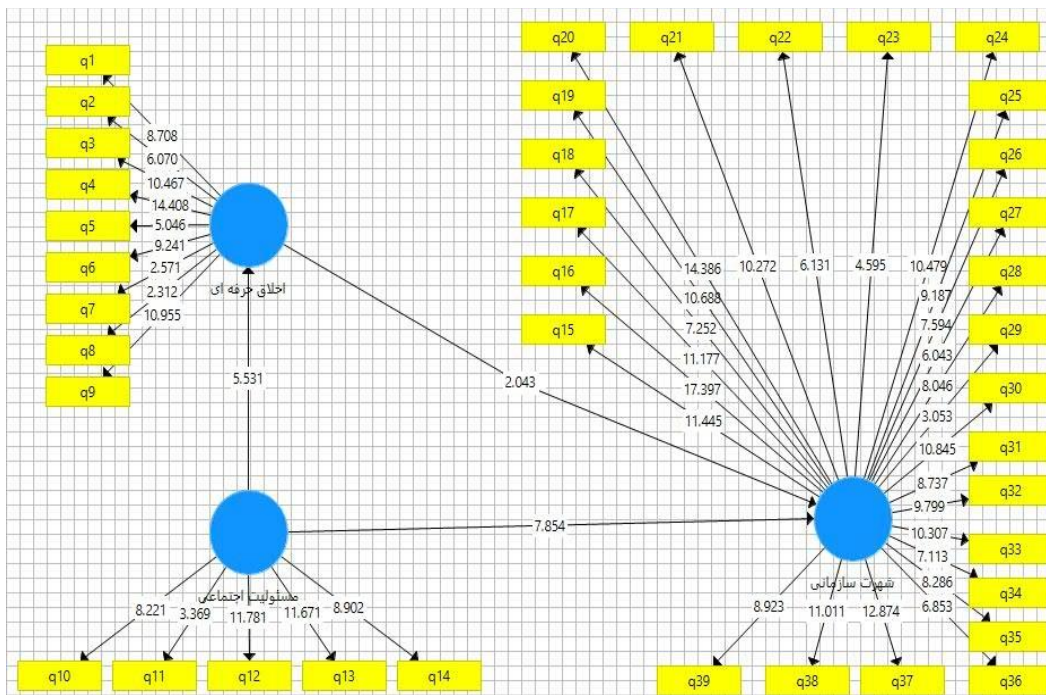 q1
q2
q3
q4
q5
q6
q7
q8
q9
8.708
6.070
10.467
14.408
5.046
9.241
2.571
2.312
10.955
اخلاق حرفه ای
5.531
2.043
7.854
مسئولیت اجتماعی
8.221
3.369
11.781
11.671
8.902
q10
q11
q12
q13
q14
q20
q21
q22
q23
q24
q19
q18
q17
q16
q15
q25
q26
q27
q28
q29
q30
q31
q32
q33
q34
q35
q36
14.386
10.688
7.252
11.177
17.397
11.445
10.272
6.131
4.595
10.479
9.187
7.594
6.043
8.046
3.053
10.845
8.737
9.799
10.307
7.113
8.286
6.853
شهرت سازمانی
8.923
11.011
12.874
q39
q38
q37